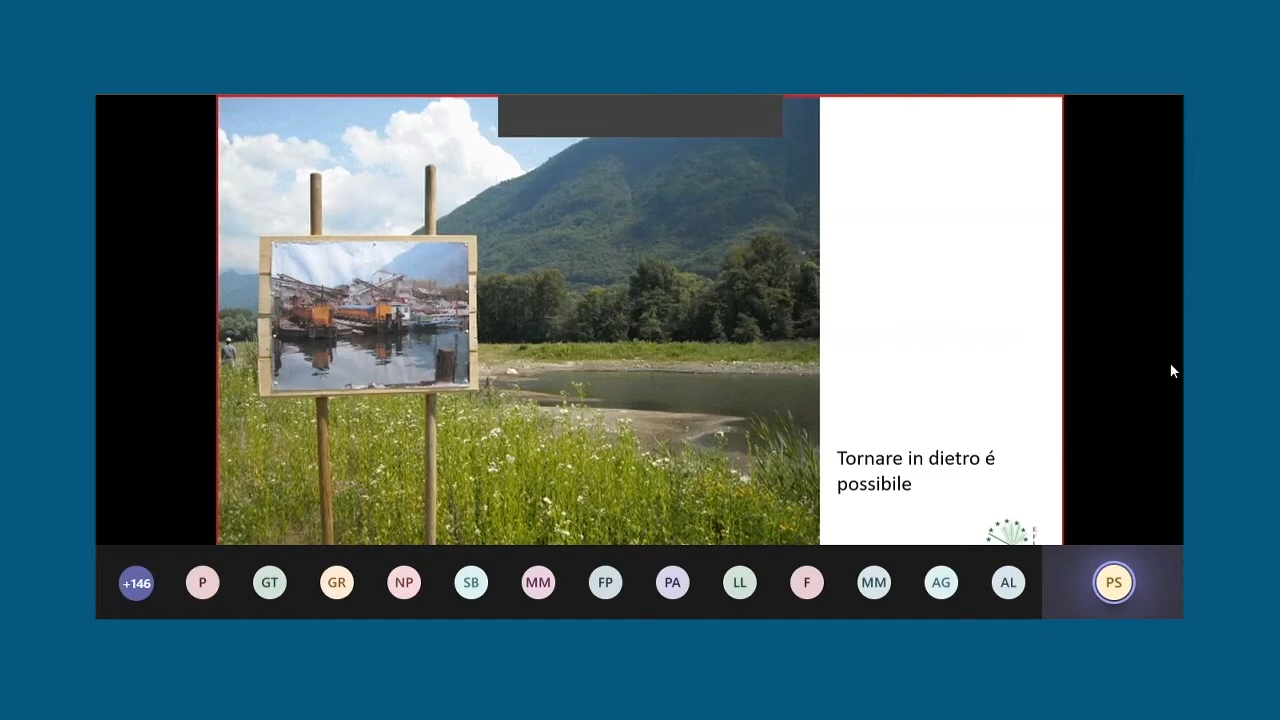 Tornare in dietro é
possibile
+146
P
GT
GR
NP
SB
MM
FP
PA
LL
F
MM
AG
AL
PS